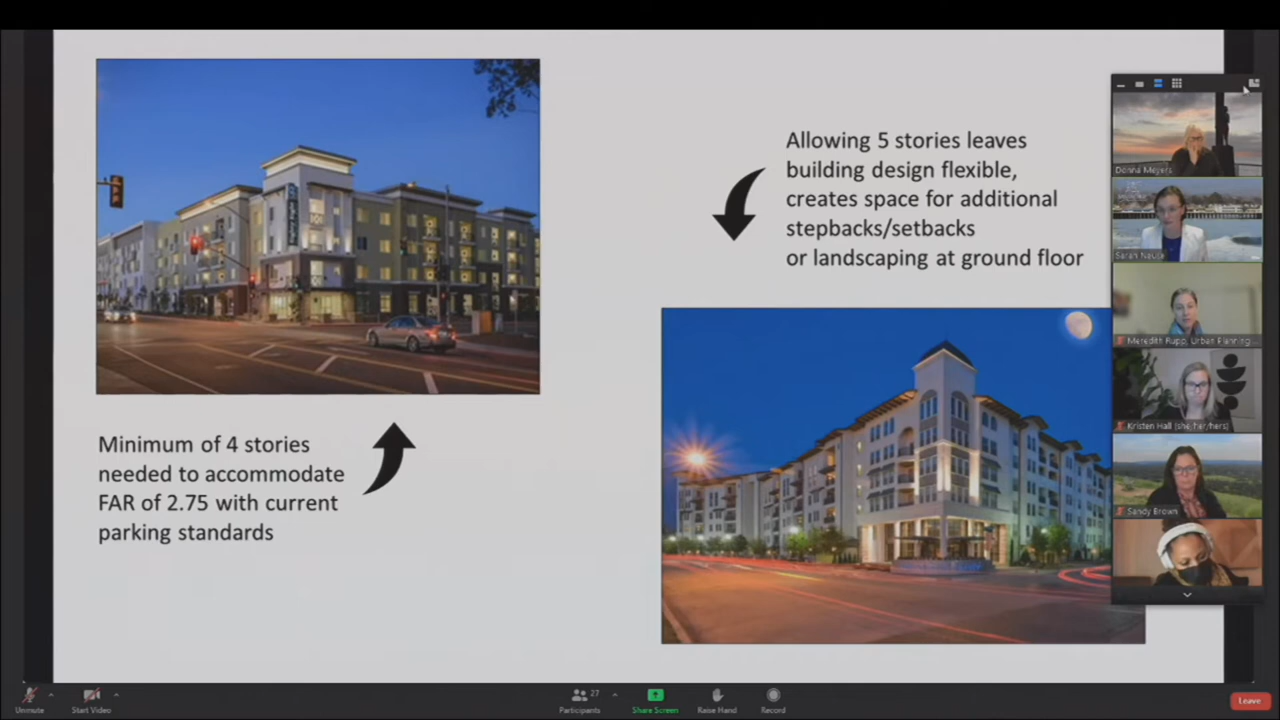 Allowing 5 stories leaves
building design flexible,
creates space for additional
stepbacks/setbacks
or landscaping at ground floor
Minimum of 4 stories
needed to accommodate
FAR of 2.75 with current
parking standards
101
Donna Meyers
Sarah Neuse
Meredith Rupp, Urban Planning ...
Kristen Hall (she/her/hers)
Sandy Brown
Unmute
Start Video
27
Participants
Share Screen
Raise Hand
Record
Leave